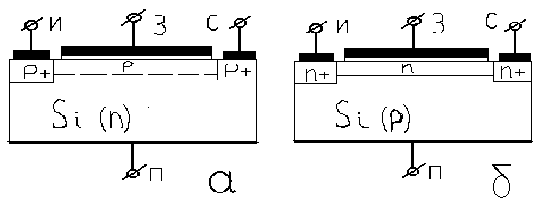 И З С И З С
P+ P P+ n+ n n+
Si (n) Si (p)
П а П б